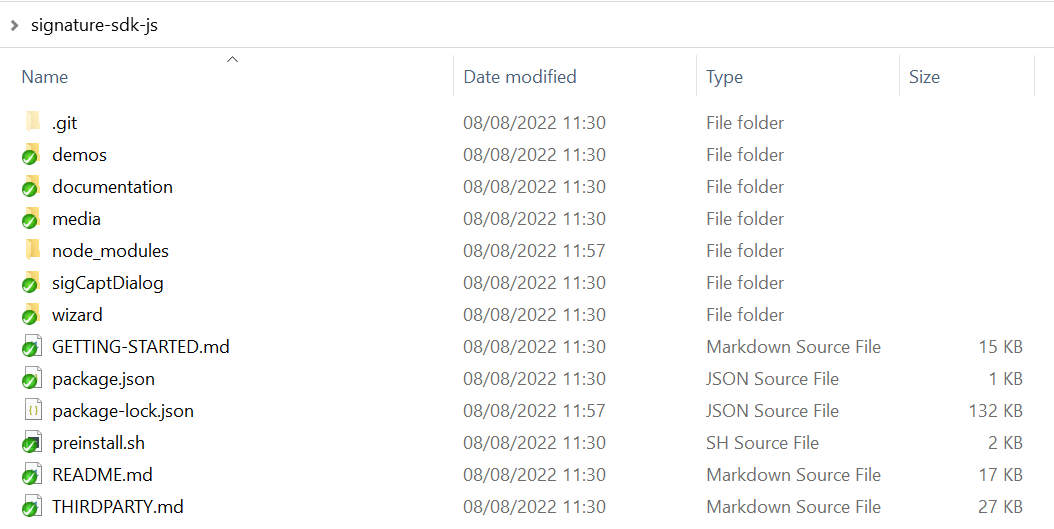 signature-sdk-js
Name Date modified Type Size
.git 08/08/2022 11:30 File folder
demos 08/08/2022 11:30 File folder
documentation 08/08/2022 11:30 File folder
media 08/08/2022 11:30 File folder
node_modules 08/08/2022 11:57 File folder
sigCaptDialog 08/08/2022 11:30 File folder
wizard 08/08/2022 11:30 File folder
GETTING-STARTED.md 08/08/2022 11:30 Markdown Source File 15 KB
package.json 08/08/2022 11:30 JSON Source File 1 KB
package-lock.json 08/08/2022 11:57 JSON Source File 132 KB
preinstall.sh 08/08/2022 11:30 SH Source File 2 KB
README.md 08/08/2022 11:30 Markdown Source File 17 KB
THIRDPARTY.md 08/08/2022 11:30 Markdown Source File 27 KB